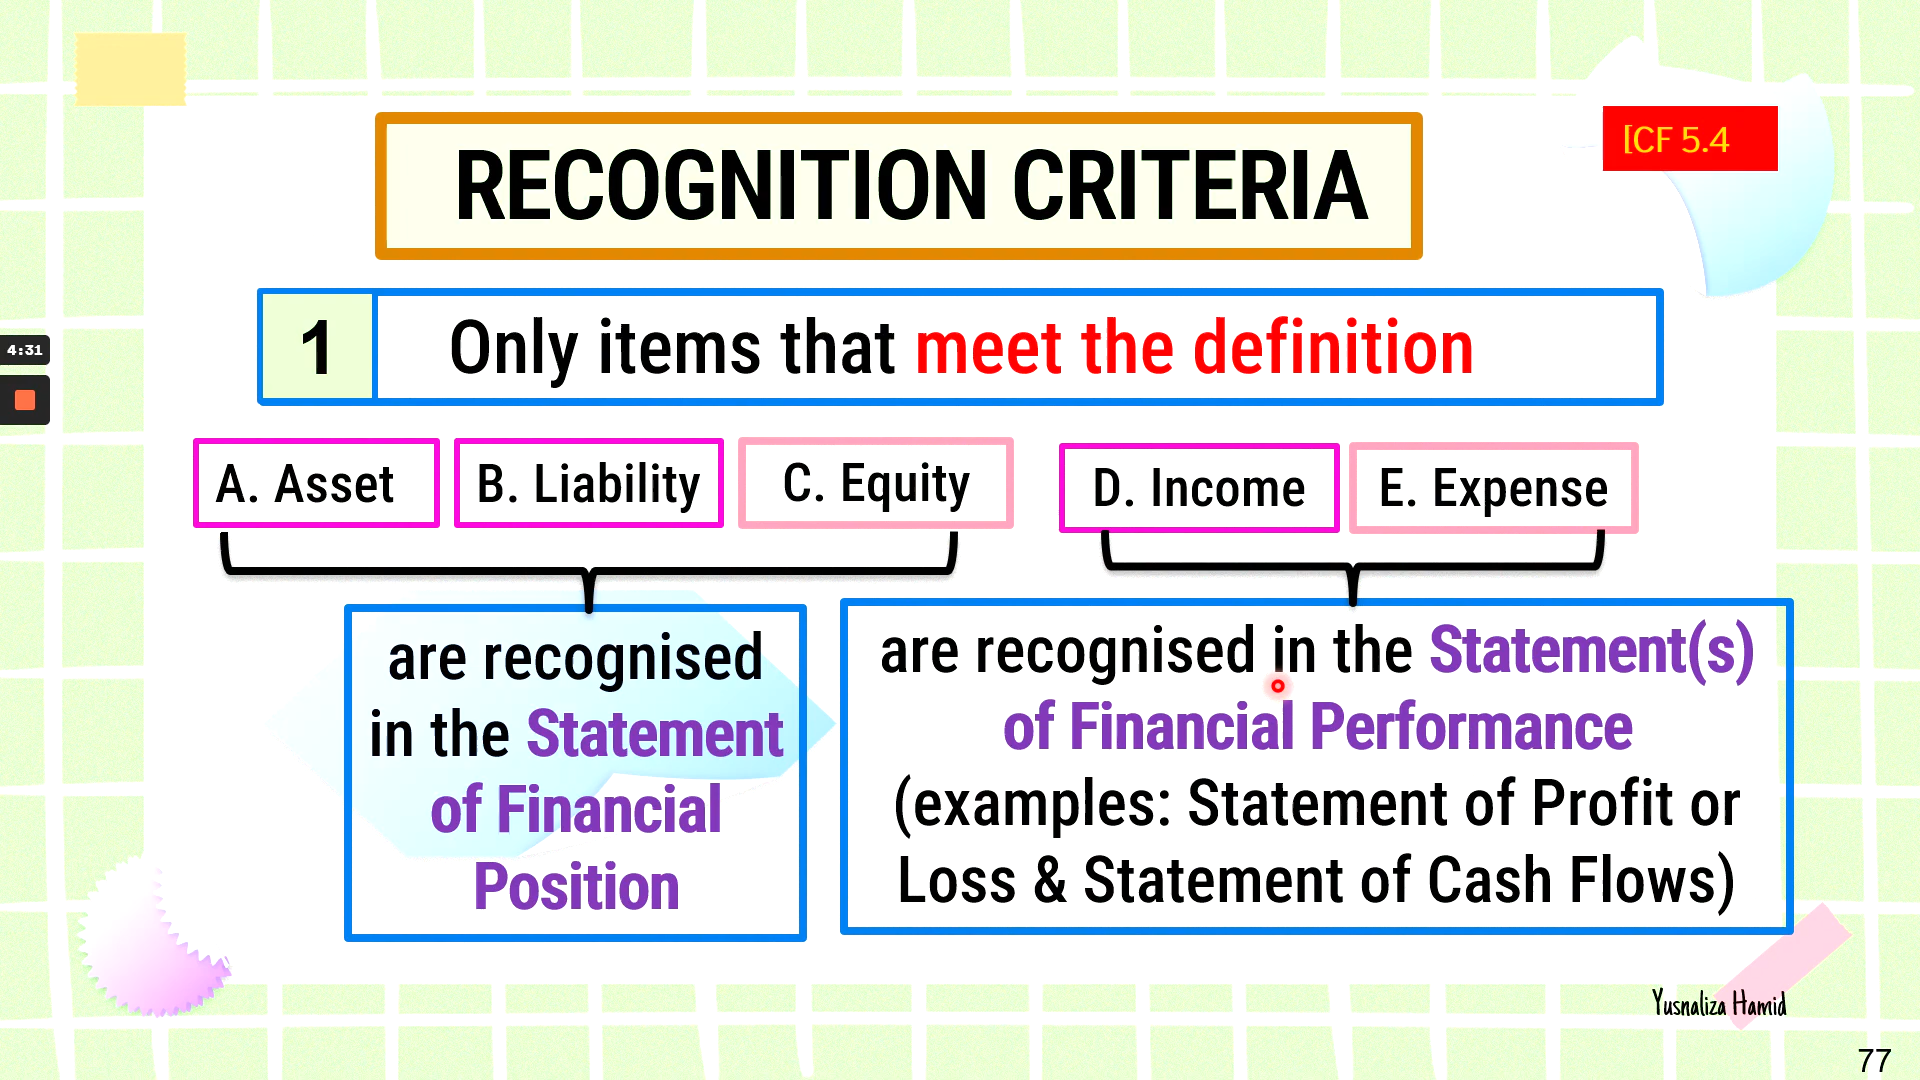 RECOGNITION CRITERIA
[CF 5.4
1 Only items that meet the definition
4:31
A. Asset
B. Liability
C. Equity
D. Income
E. Expense
are recognised
in the Statement
of Financial
Position
are recognised in the Statement(s)
of Financial Performance
(examples: Statement of Profit or
Loss & Statement of Cash Flows)
Yusnaliza Hamid
77